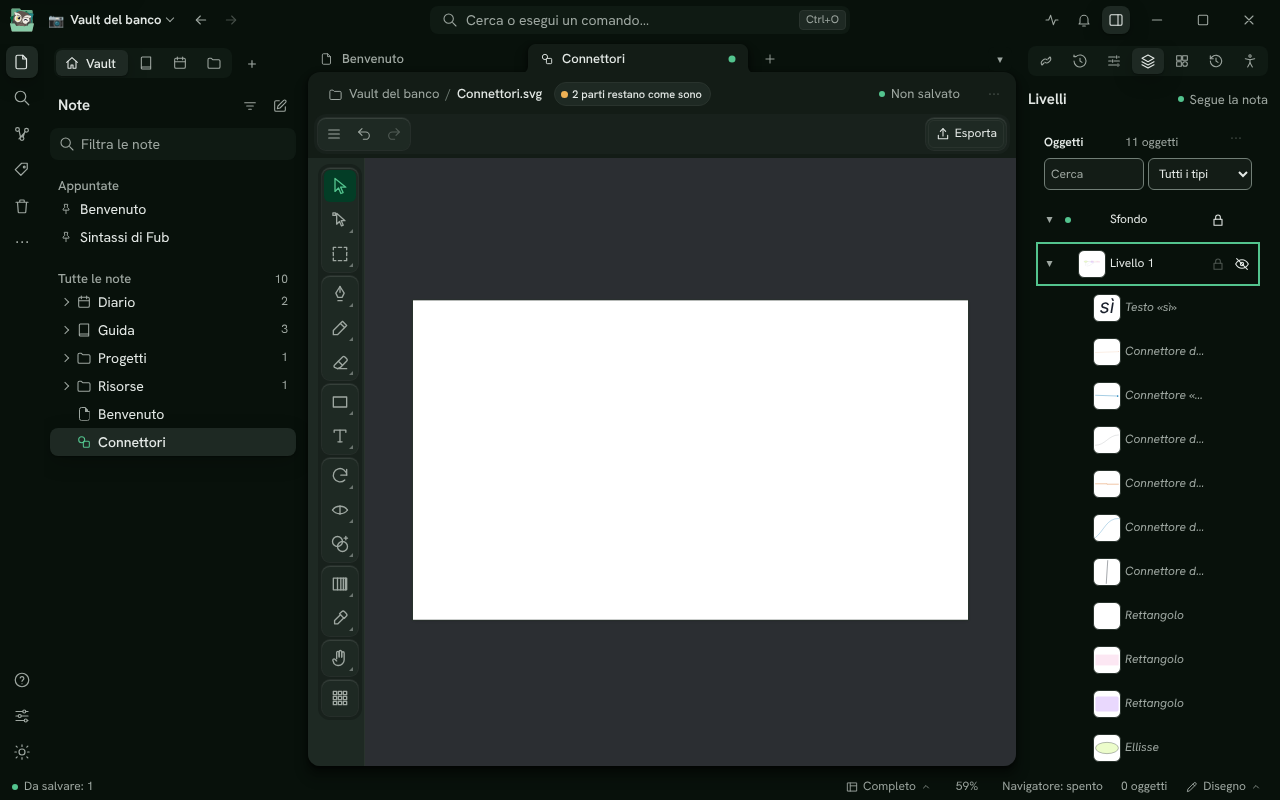 Vault del banco
Cerca o esegui un comando...
Ctrl+O
Vault
Note
Filtra le note
Appuntate
Benvenuto
Sintassi di Fub
Tutte le note 10
Diario 2
Guida 3
Progetti 1
Risorse 1
Benvenuto
Connettori
Da salvare: 1
Benvenuto
Connettori
Vault del banco / Connettori.svg
2 parti restano come sono
Non salvato
Esporta
Livelli
Segue la nota
Oggetti
11 oggetti
Cerca
Tutti i tipi
Sfondo
Livello 1
sì
Testo «sì»
Connettore d...
Connettore «...
Connettore d...
Connettore d...
Connettore d...
Connettore d...
Rettangolo
Rettangolo
Rettangolo
Ellisse
Completo
59%
Navigatore: spento
0 oggetti
Disegno